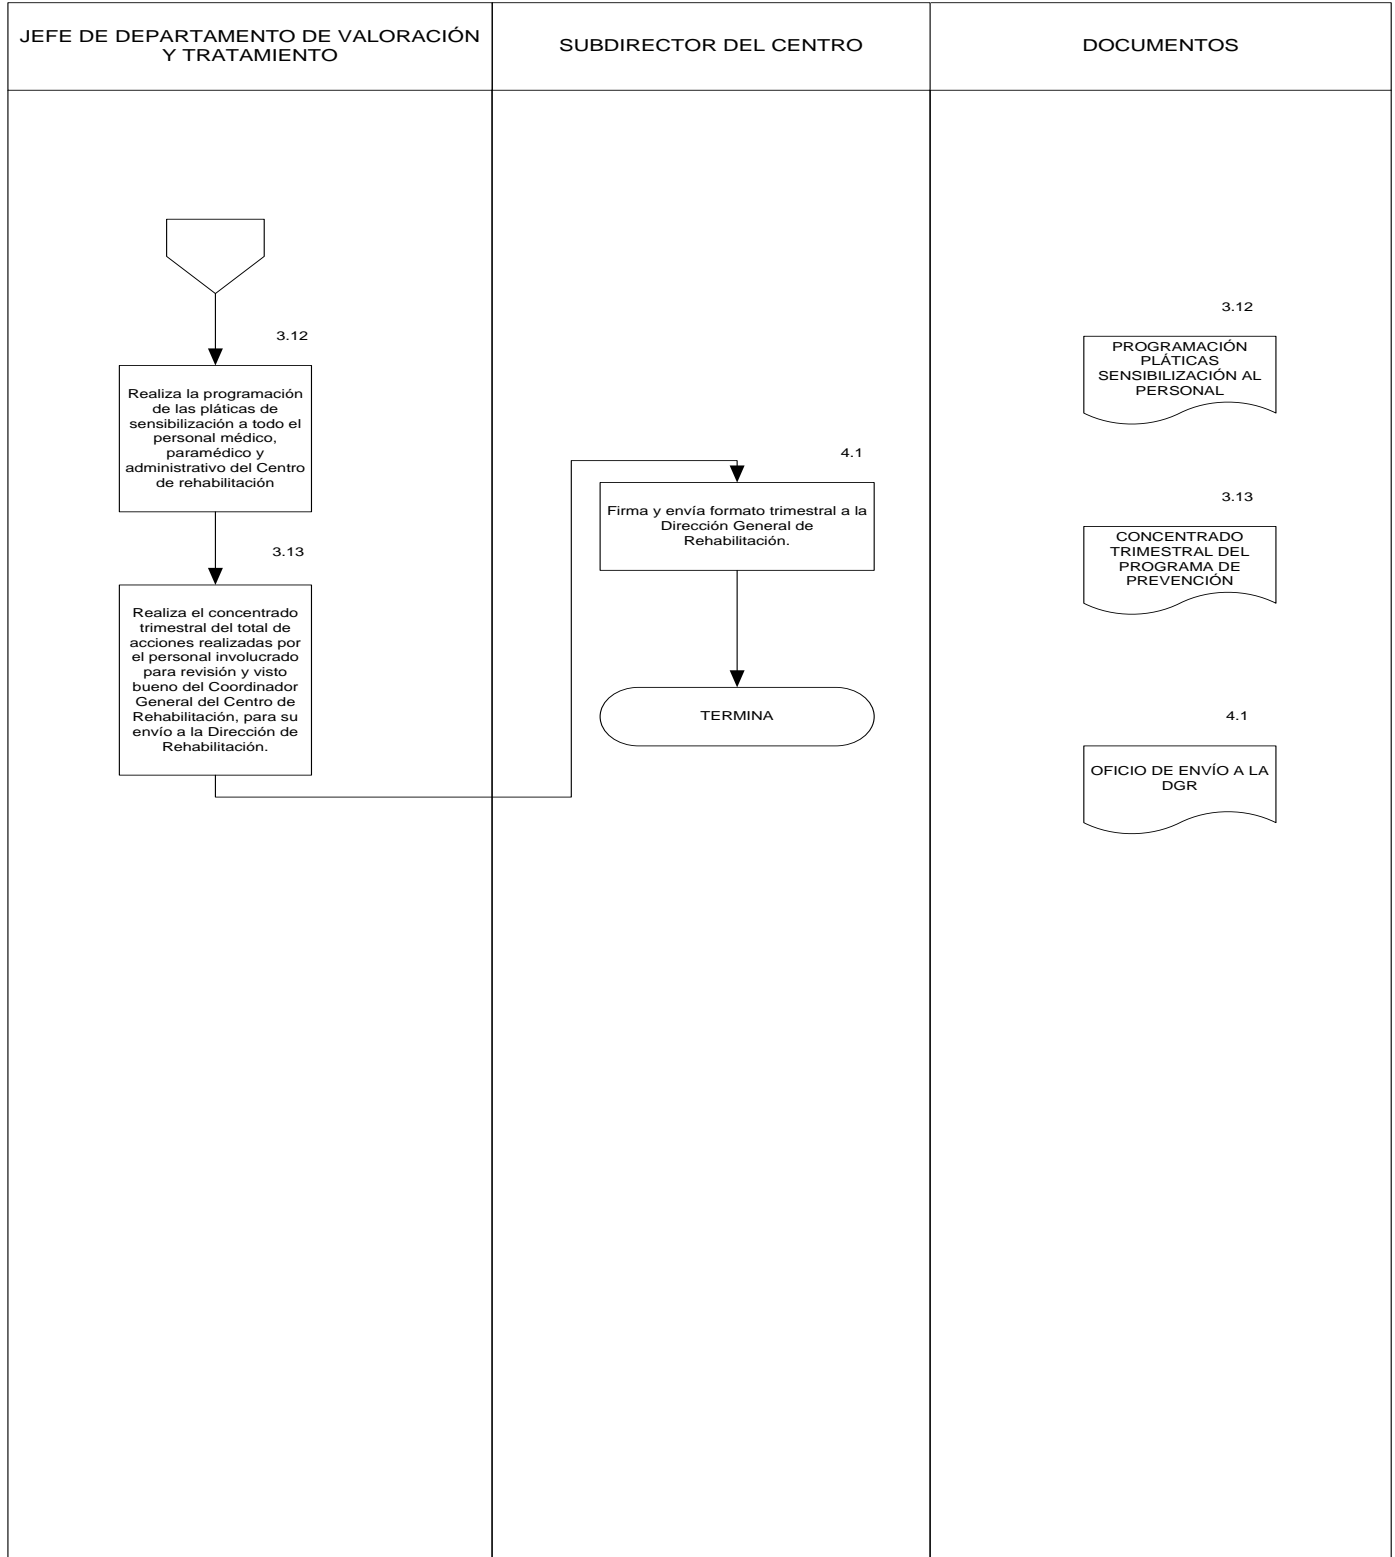 JEFE DE DEPARTAMENTO DE VALORACIÓN
Y TRATAMIENTO
SUBDIRECTOR DEL CENTRO
DOCUMENTOS
3.12
Realiza la programación
de las pláticas de
sensibilización a todo el
personal médico,
paramédico y
administrativo del Centro
de rehabilitación
3.13
Realiza el concentrado
trimestral del total de
acciones realizadas por
el personal involucrado
para revisión y visto
bueno del Coordinador
General del Centro de
Rehabilitación, para su
envío a la Dirección de
Rehabilitación.
4.1
Firma y envía formato trimestral a la
Dirección General de
Rehabilitación.
TERMINA
3.12
PROGRAMACIÓN
PLÁTICAS
SENSIBILIZACIÓN AL
PERSONAL
3.13
CONCENTRADO
TRIMESTRAL DEL
PROGRAMA DE
PREVENCIÓN
4.1
OFICIO DE ENVÍO A LA
DGR